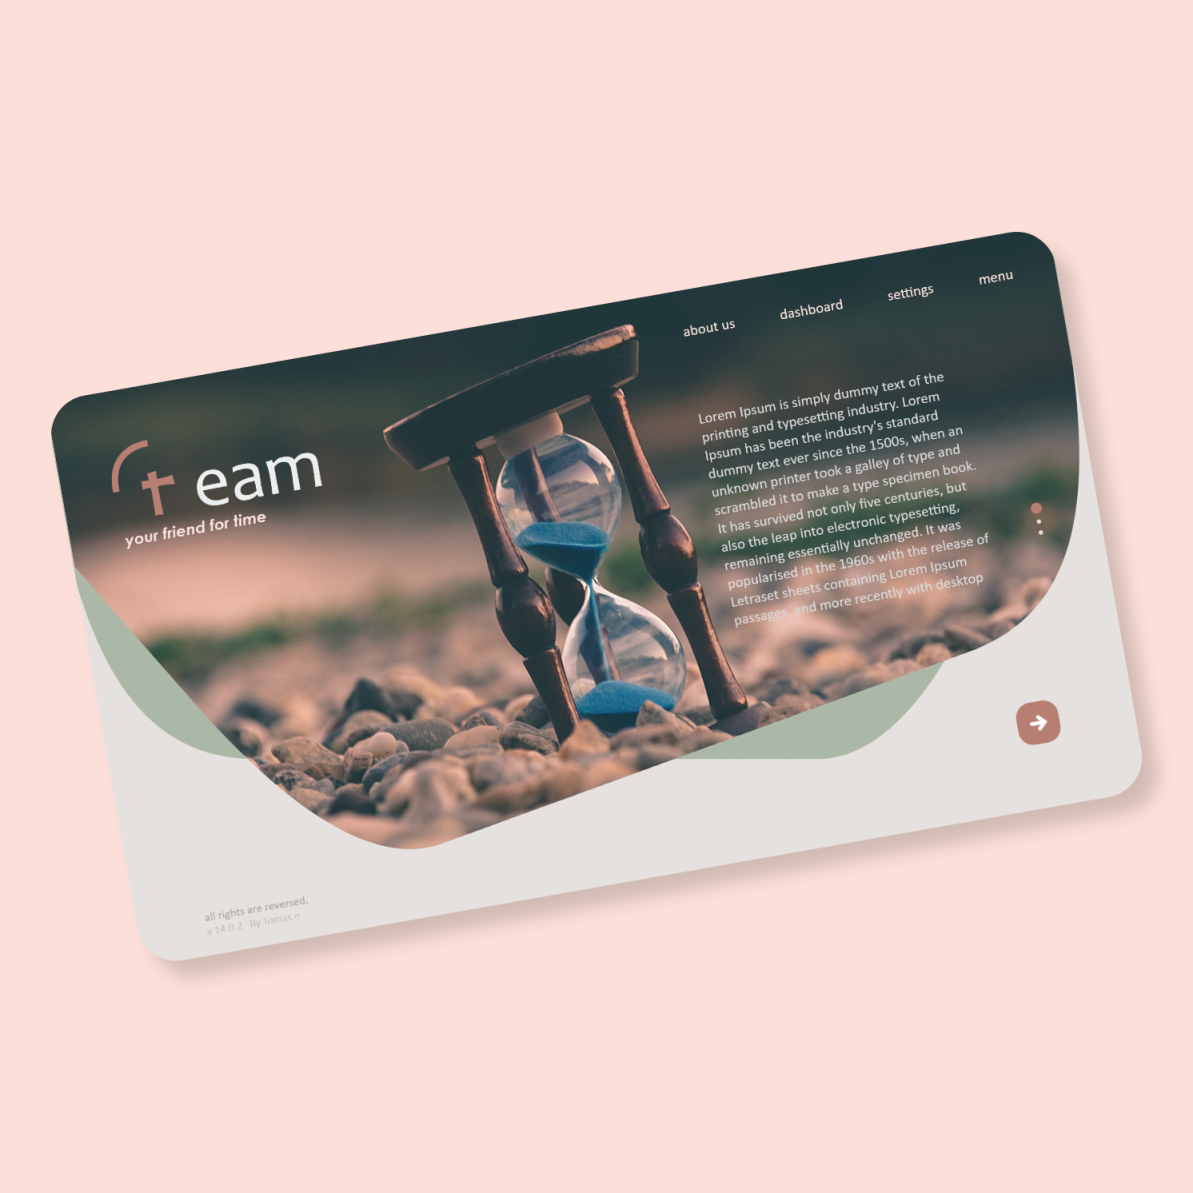 about us
dashboard
settings
menu
t eam
your friend for time
Lorem Ipsum is simply dummy text of the
printing and typesetting industry. Lorem
Ipsum has been the industry's standard
dummy text ever since the 1500s, when an
unknown printer took a galley of type and
scrambled it to make a type specimen book.
It has survived not only five centuries, but
also the leap into electronic typesetting,
remaining essentially unchanged. It was
popularised in the 1960s with the release of
Letraset sheets containing Lorem Ipsum
passages, and more recently with desktop
all rights are reversed.
v 14.0.2 By Tomas.e